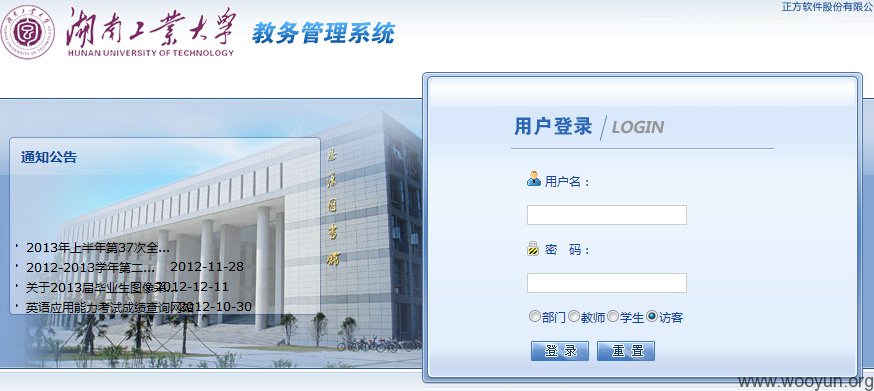 正方软件股份有限公
湖南工業大学
HUNAN UNIVERSITY OF TECHNOLOGY
教务管理系统
用户登录 / LOGIN
通知公告
2013年上半年第37次全...
2012-2013学年第二... 2012-11-28
关于2013届毕业生图像采... 2012-12-11
英语应用能力考试成绩查询网站 2012-10-30
用户名：
密 码：
部门 教师 学生 访客
登 录 重 置
www.wooyun.org